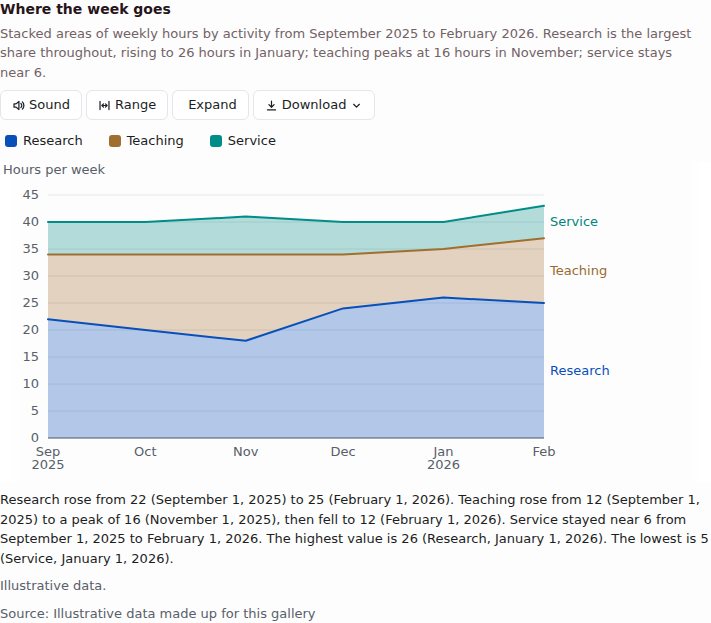 Where the week goes
Stacked areas of weekly hours by activity from September 2025 to February 2026. Research is the largest
share throughout, rising to 26 hours in January; teaching peaks at 16 hours in November; service stays
near 6.
Sound
Range
Expand
Download
Research
Teaching
Service
Hours per week
45
40
35
30
25
20
15
10
5
0
Service
Teaching
Research
Sep
2025
Oct
Nov
Dec
Jan
2026
Feb
Research rose from 22 (September 1, 2025) to 25 (February 1, 2026). Teaching rose from 12 (September 1,
2025) to a peak of 16 (November 1, 2025), then fell to 12 (February 1, 2026). Service stayed near 6 from
September 1, 2025 to February 1, 2026. The highest value is 26 (Research, January 1, 2026). The lowest is 5
(Service, January 1, 2026).
Illustrative data.
Source: Illustrative data made up for this gallery